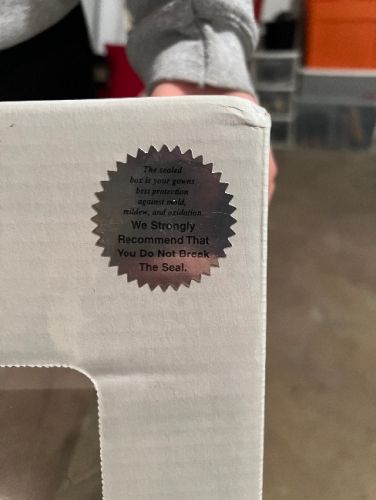 The sealed
box is your gowns
best protection
against mold,
mildew, and oxidation.
We Strongly
Recommend That
You Do Not Break
The Seal.